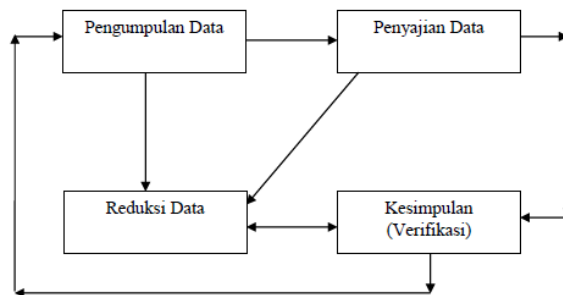 Pengumpulan Data
Penyajian Data
Reduksi Data
Kesimpulan
(Verifikasi)